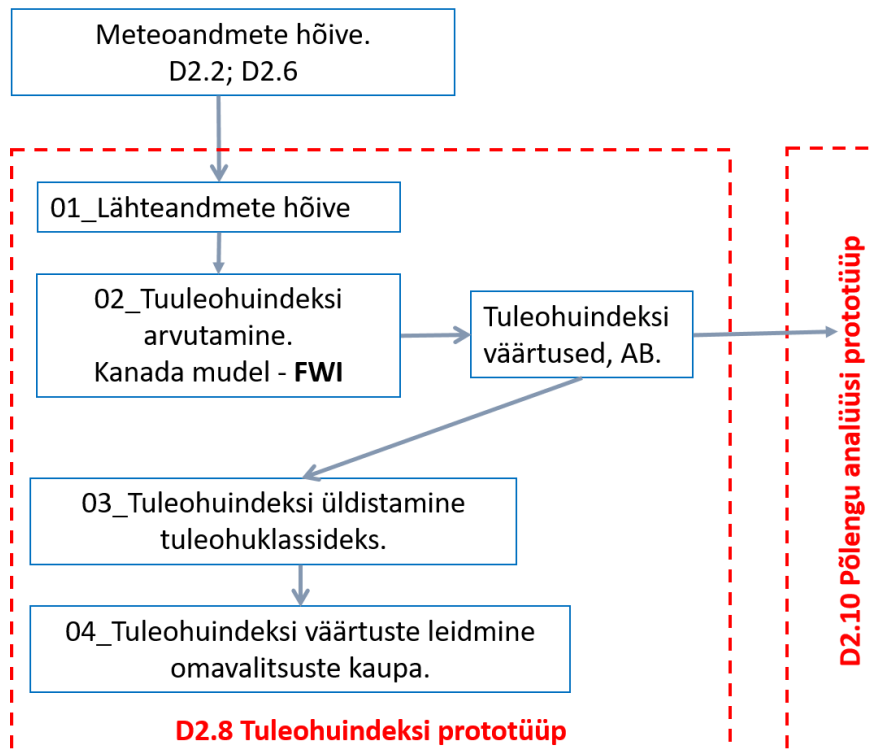 Meteoandmete hõive.
D2.2; D2.6
01_Lähteandmete hõive
02_Tuuleohuindeksi
arvutamine.
Kanada mudel - FWI
Tuleohuindeksi
väärtused, AB.
03_Tuleohuindeksi üldistamine
tuleohuklassideks.
04_Tuleohuindeksi väärtuste leidmine
omavalitsuste kaupa.
D2.8 Tuleohuindeksi prototüüp
D2.10 Põlengu analüüsi prototüüp